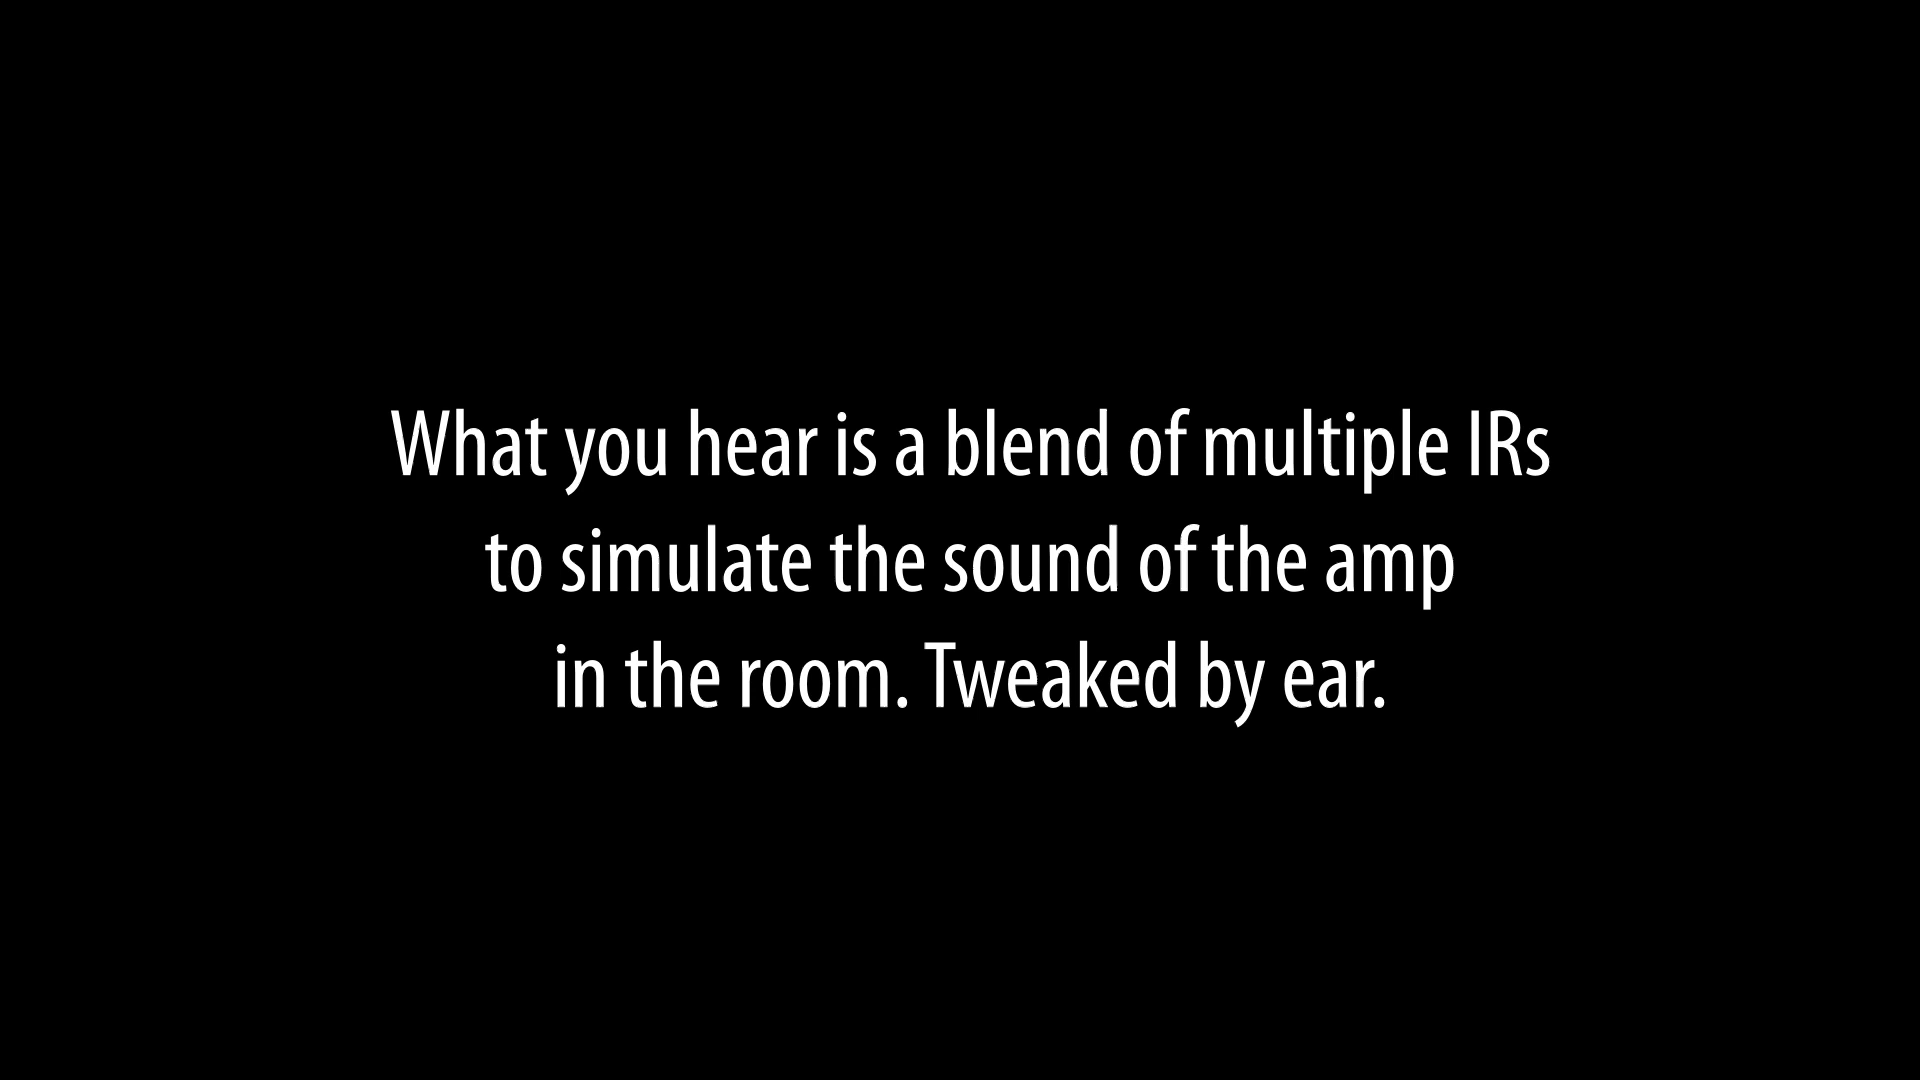 What you hear is a blend of multiple IRs
to simulate the sound of the amp
in the room. Tweaked by ear.